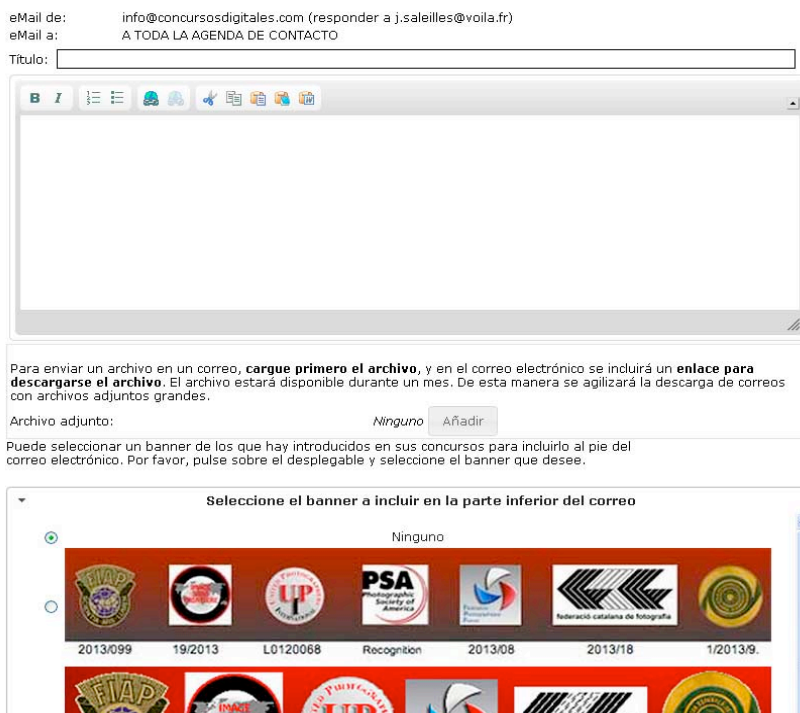 eMail de: info@concursosdigitales.com (responder a j.saleilles@voila.fr)
eMail a: A TODA LA AGENDA DE CONTACTO
Título:
B I
Para enviar un archivo en un correo, cargue primero el archivo, y en el correo electrónico se incluirá un enlace para
descargarse el archivo. El archivo estará disponible durante un mes. De esta manera se agilizará la descarga de correos
con archivos adjuntos grandes.
Archivo adjunto: Ninguno Añadir
Puede seleccionar un banner de los que hay introducidos en sus concursos para incluirlo al pie del
correo electrónico. Por favor, pulse sobre el desplegable y seleccione el banner que desee.
Seleccione el banner a incluir en la parte inferior del correo
Ninguno
FIAP
UP
PSA
Photographic
Society of
America
federació catalana de fotografia
2013/099 19/2013 L0120068 Recognition 2013/08 2013/18 1/2013/9.
FIAP
IMAGE
UP